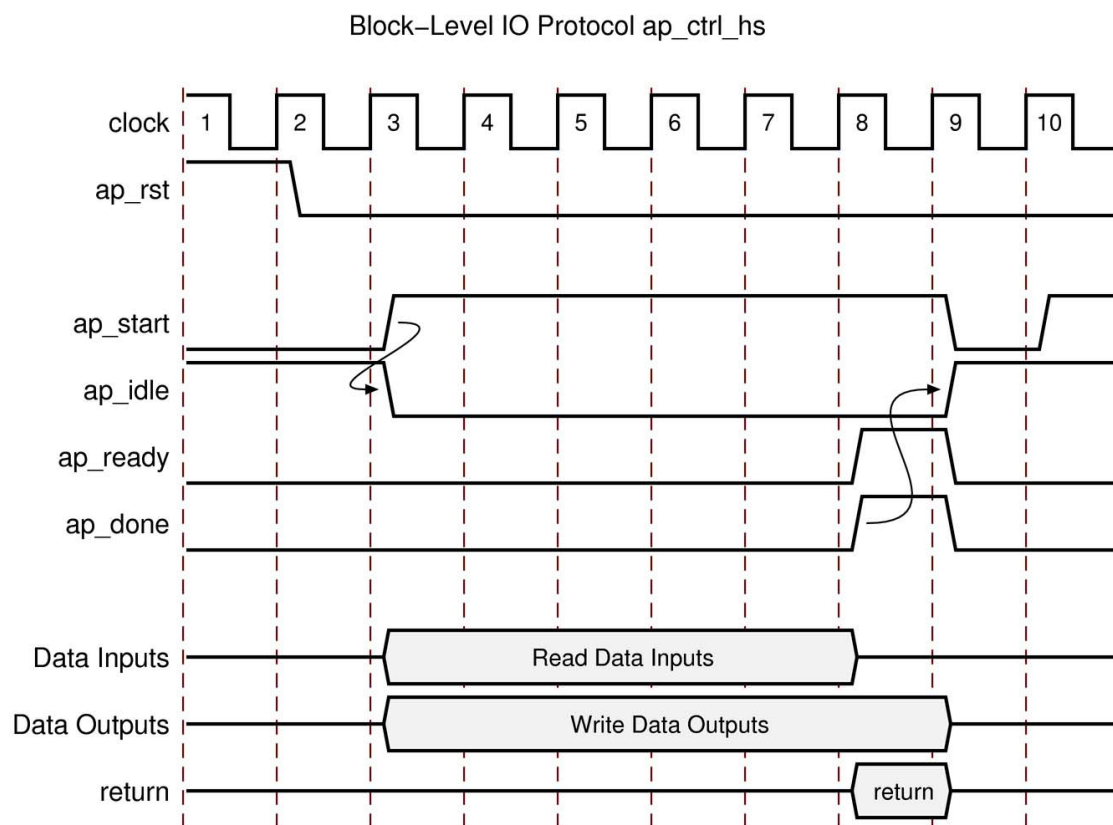 Block–Level IO Protocol ap_ctrl_hs
clock 1 2 3 4 5 6 7 8 9 10
ap_rst
ap_start
ap_idle
ap_ready
ap_done
Data Inputs Read Data Inputs
Data Outputs Write Data Outputs
return return